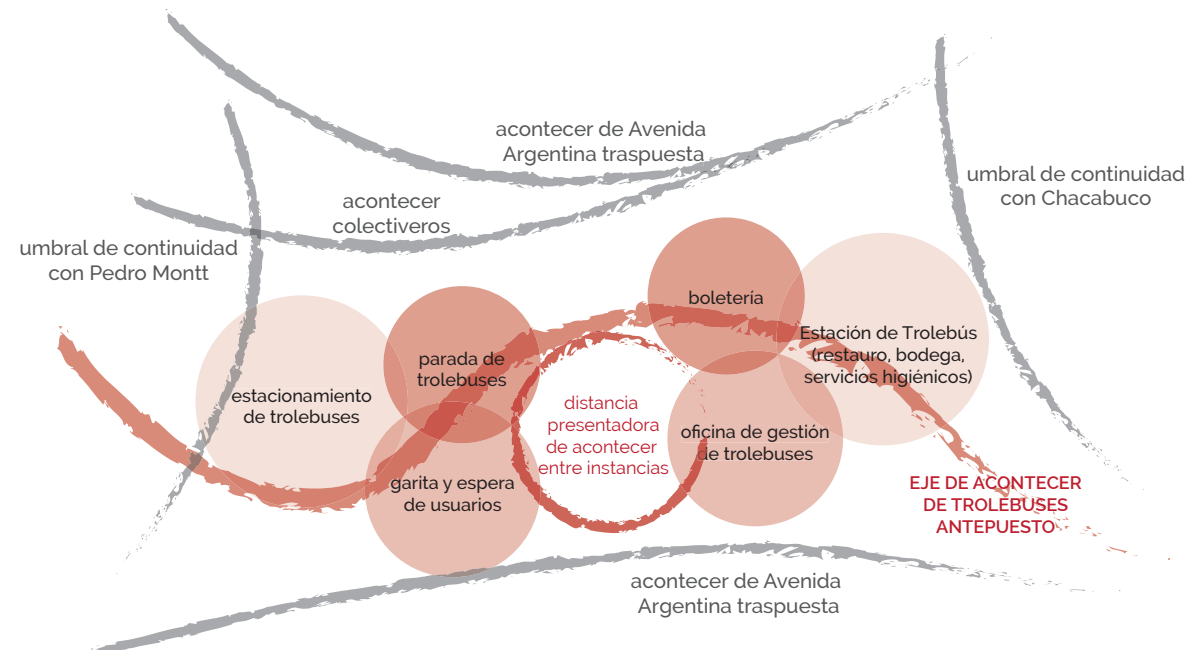 acontecer de Avenida
Argentina traspuesta
umbral de continuidad
con Chacabuco
acontecer
colectiveros
umbral de continuidad
con Pedro Montt
boletería
Estación de Trolebús
(restauro, bodega,
servicios higiénicos)
parada de
trolebuses
estacionamiento
de trolebuses
distancia
presentadora
de acontecer
entre instancias
oficina de gestión
de trolebuses
garita y espera
de usuarios
EJE DE ACONTECER
DE TROLEBUSES
ANTEPUESTO
acontecer de Avenida
Argentina traspuesta